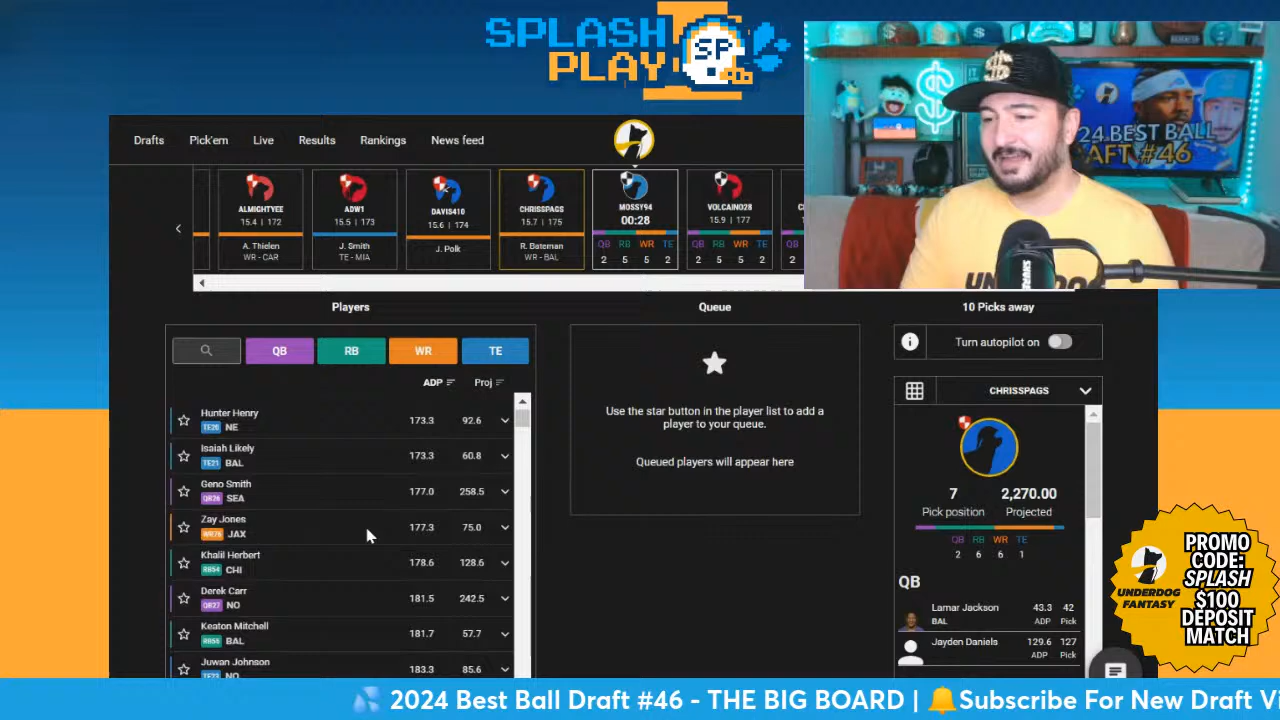 SPLASH
PLAY
SP
Drafts Pick'em Live Results Rankings News feed
ALMIGHTYEE
15.4 | 172
A. Thielen
WR - CAR
ADW1
15.5 | 173
J. Smith
TE - MIA
DAVIS410
15.6 | 174
J. Polk
CHRISSPAGS
15.7 | 175
R. Bateman
WR - BAL
MOSSY94
00:28
QB RB WR TE
2 5 5 2
VOLCAINO28
15.9 | 177
QB RB WR TE
2 5 5 2
QB
2
24 BEST BALL
AFT #46
Players
QB RB WR TE
ADP Proj
Hunter Henry 173.3 92.6
TE20 NE
Isaiah Likely 173.3 60.8
TE21 BAL
Geno Smith 177.0 258.5
QB26 SEA
Zay Jones 177.3 75.0
WR76 JAX
Khalil Herbert 178.6 128.6
RB54 CHI
Derek Carr 181.5 242.5
QB27 NO
Keaton Mitchell 181.7 57.7
RB55 BAL
Juwan Johnson 183.3 85.6
NO
Queue
Use the star button in the player list to add a
player to your queue.
Queued players will appear here
10 Picks away
Turn autopilot on
CHRISSPAGS
7 2,270.00
Pick position Projected
QB RB WR TE
2 6 6 1
QB
Lamar Jackson 43.3 42
BAL ADP Pick
Jayden Daniels 129.6 127
WAS ADP Pick
PROMO
CODE:
SPLASH
$100
DEPOSIT
MATCH
UNDERDOG
FANTASY
💦 2024 Best Ball Draft #46 - THE BIG BOARD | 🔔Subscribe For New Draft Vi